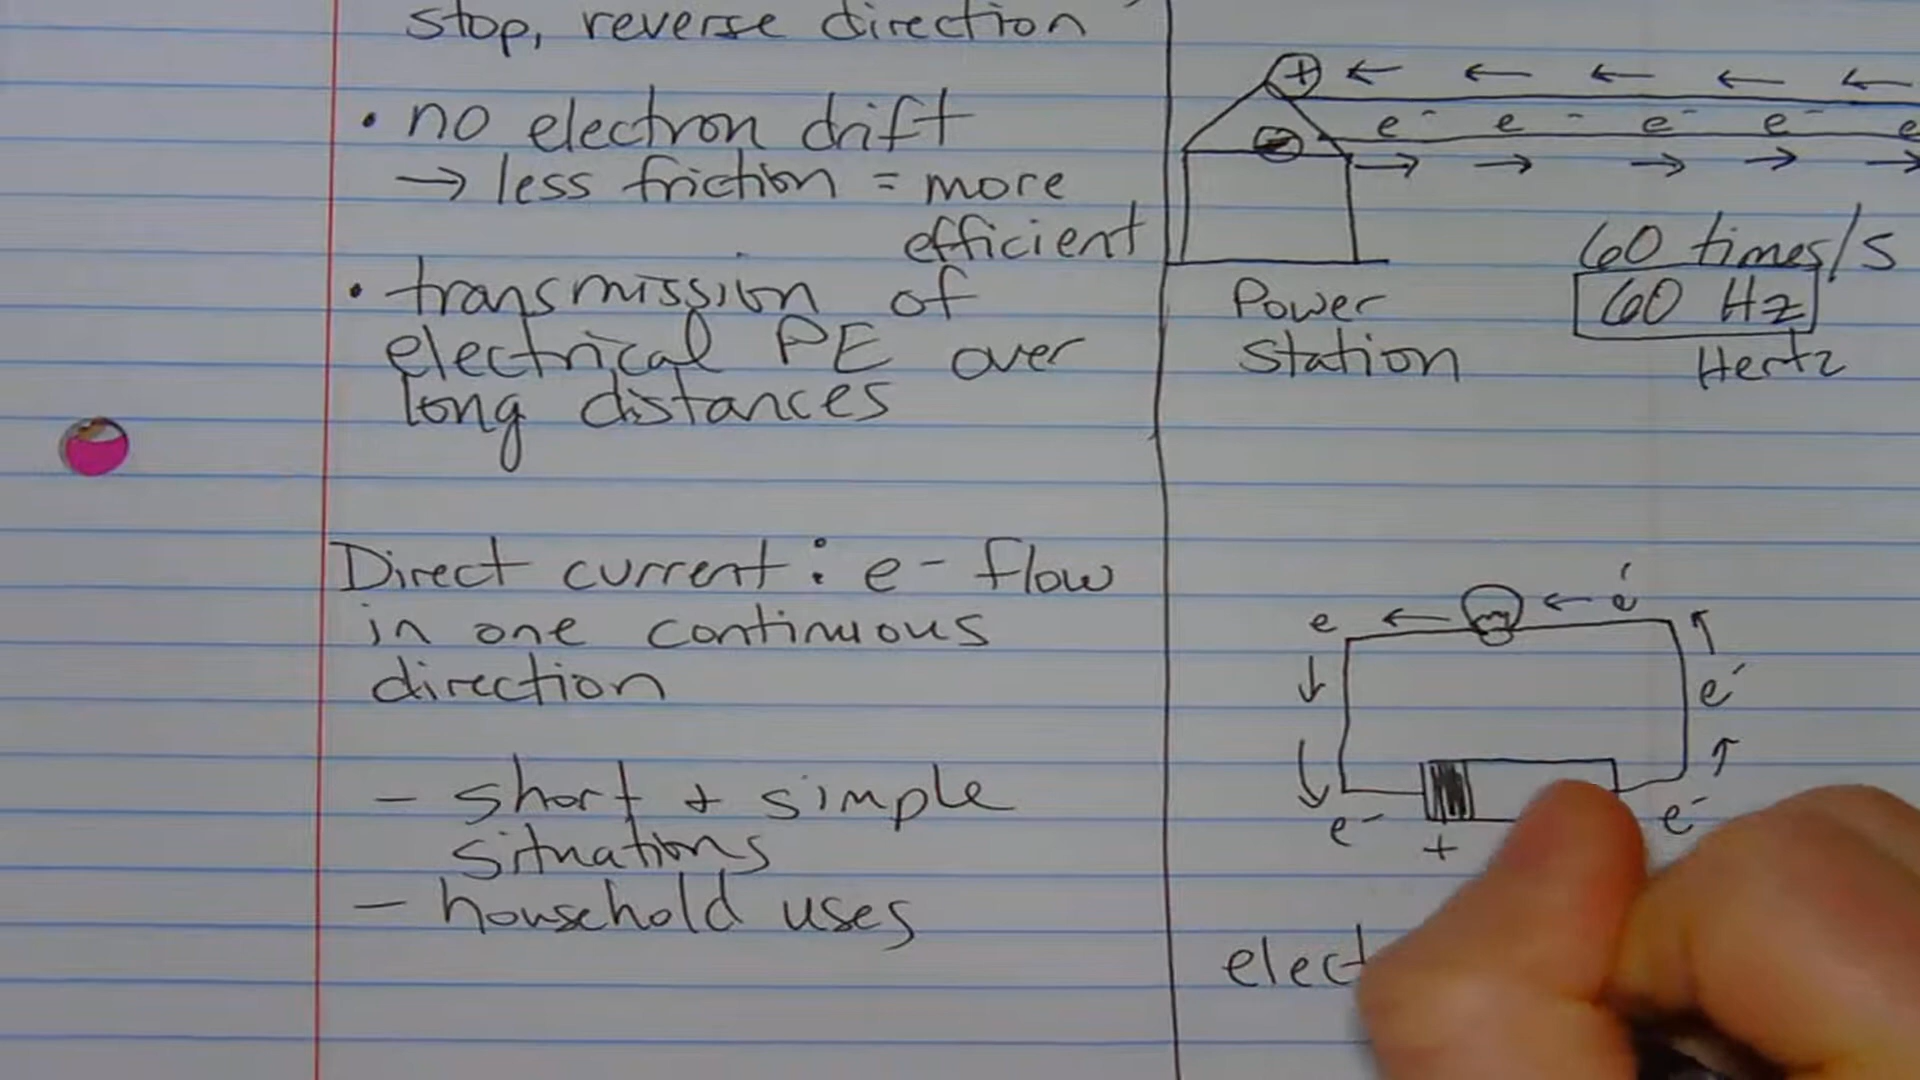 stop, reverse direction
• no electron drift
→ less friction = more
efficient
• transmission of
electrical PE over
long distances
Direct current : e- flow
in one continuous
direction
- short + simple
situations
- household uses
+ ← ← ← ← ←
e- e- e- e- e
- → → → → →
60 times/s
60 Hz
Hertz
Power
station
e ← ← e-
↓ ↑
e-
↓ ↑
e- + e-
elect